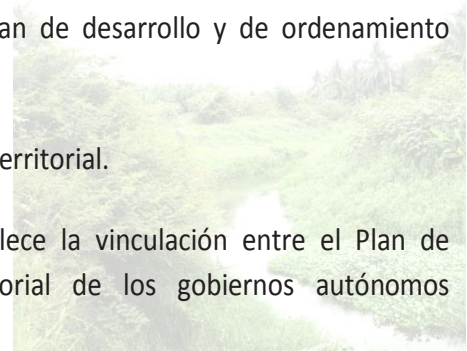 an de desarrollo y de ordenamiento
erritorial.
lece la vinculación entre el Plan de
orial de los gobiernos autónomos